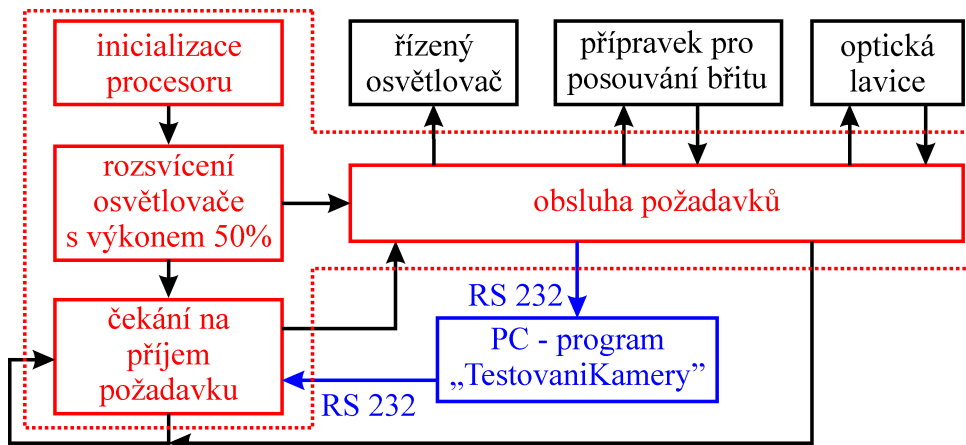 inicializace
procesoru
řízený
osvětlovač
přípravek pro
posouvání břitu
optická
lavice
rozsvícení
osvětlovače
s výkonem 50%
obsluha požadavků
čekání na
příjem
požadavku
RS 232
PC - program
„TestovaniKamery”
RS 232